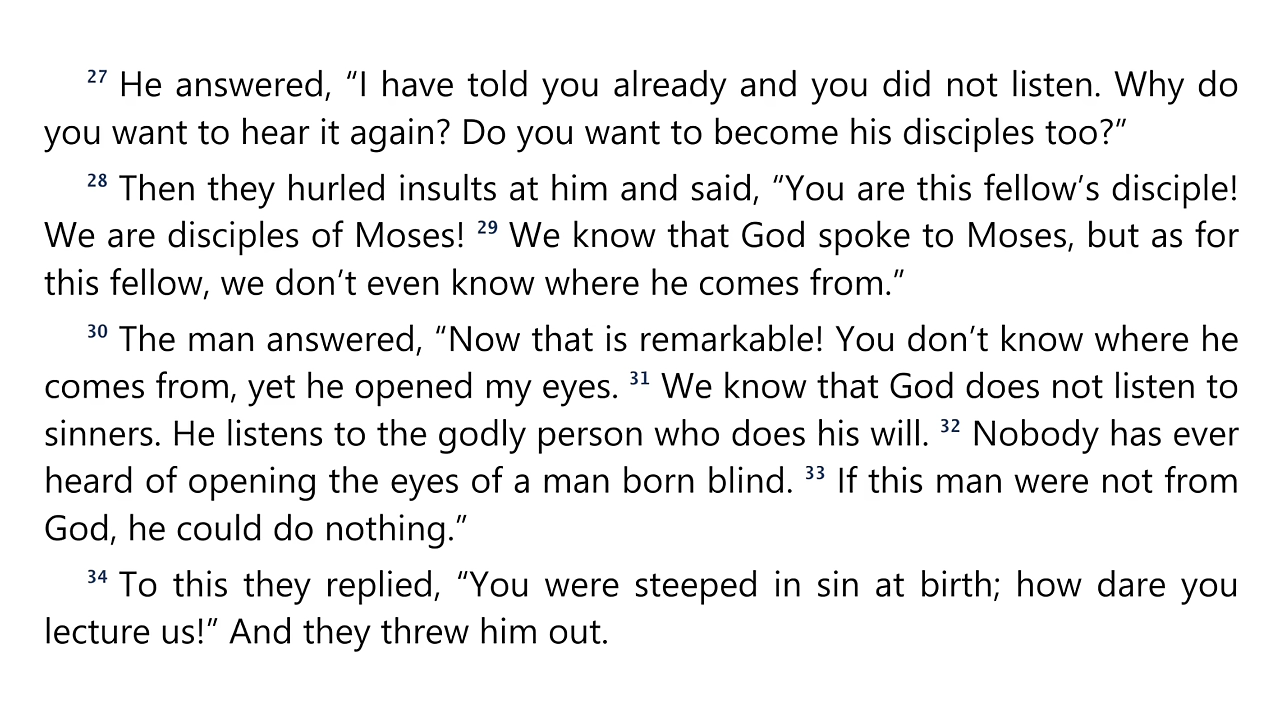 27 He answered, “I have told you already and you did not listen. Why do
you want to hear it again? Do you want to become his disciples too?”
28 Then they hurled insults at him and said, “You are this fellow’s disciple!
We are disciples of Moses! 29 We know that God spoke to Moses, but as for
this fellow, we don’t even know where he comes from.”
30 The man answered, “Now that is remarkable! You don’t know where he
comes from, yet he opened my eyes. 31 We know that God does not listen to
sinners. He listens to the godly person who does his will. 32 Nobody has ever
heard of opening the eyes of a man born blind. 33 If this man were not from
God, he could do nothing.”
34 To this they replied, “You were steeped in sin at birth; how dare you
lecture us!” And they threw him out.